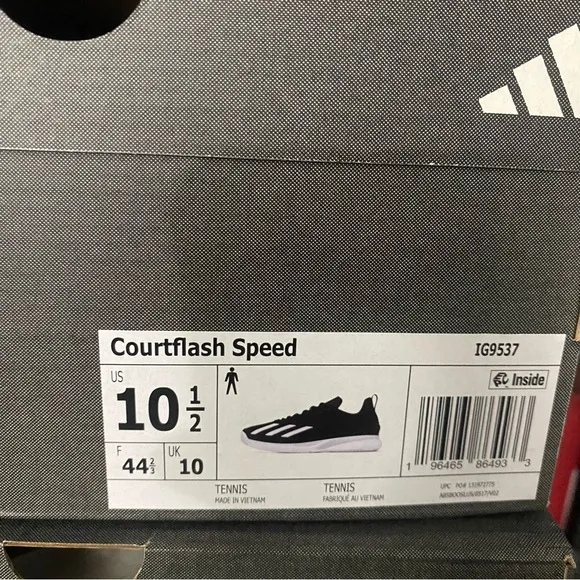 Courtflash Speed IG9537
US
10 1/2
F 44 2/3 UK 10
Inside
1 96465 86493 3
TENNIS TENNIS
MADE IN VIETNAM FABRIQUÉ AU VIETNAM
UPC PO#